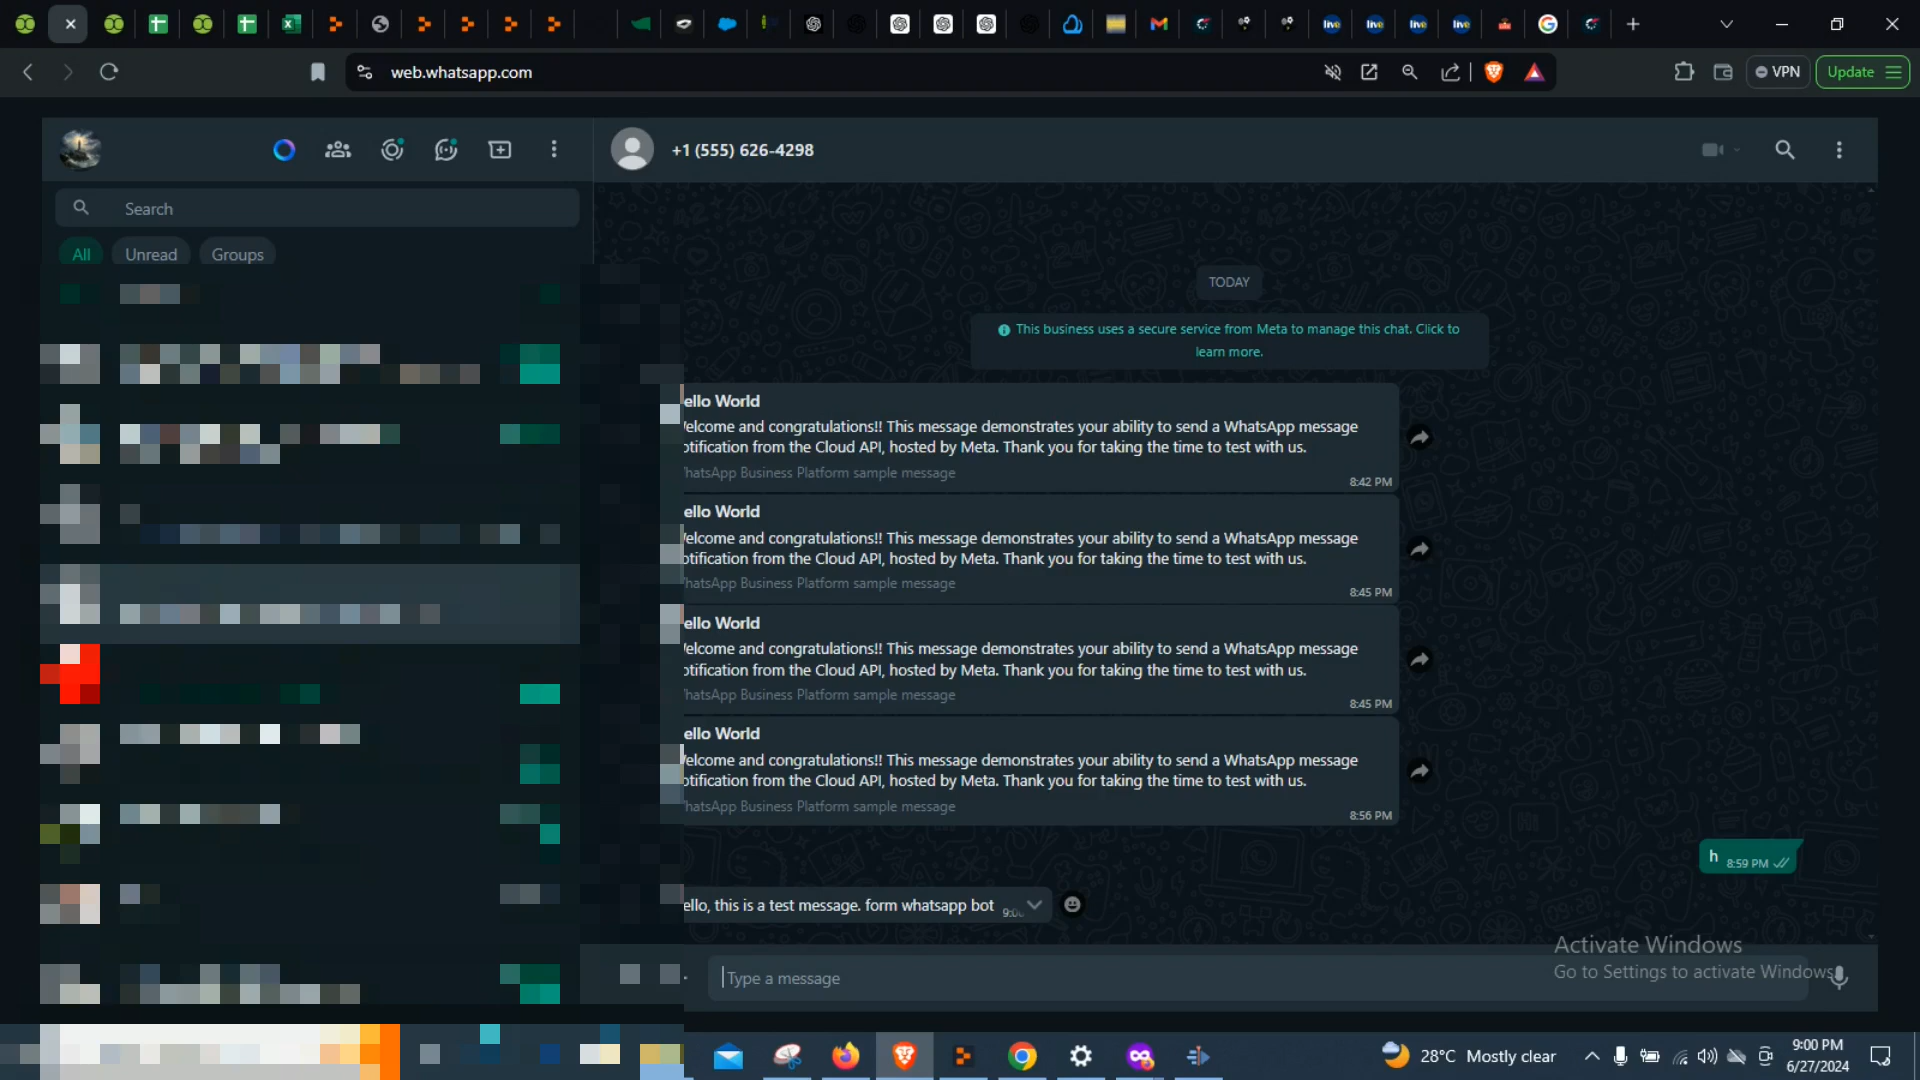 web.whatsapp.com
VPN
Update
+1 (555) 626-4298
Search
All
Unread
Groups
TODAY
This business uses a secure service from Meta to manage this chat. Click to
learn more.
ello World
elcome and congratulations!! This message demonstrates your ability to send a WhatsApp message
otification from the Cloud API, hosted by Meta. Thank you for taking the time to test with us.
hatsApp Business Platform sample message
8:42 PM
ello World
elcome and congratulations!! This message demonstrates your ability to send a WhatsApp message
otification from the Cloud API, hosted by Meta. Thank you for taking the time to test with us.
hatsApp Business Platform sample message
8:45 PM
ello World
elcome and congratulations!! This message demonstrates your ability to send a WhatsApp message
otification from the Cloud API, hosted by Meta. Thank you for taking the time to test with us.
hatsApp Business Platform sample message
8:45 PM
ello World
elcome and congratulations!! This message demonstrates your ability to send a WhatsApp message
otification from the Cloud API, hosted by Meta. Thank you for taking the time to test with us.
hatsApp Business Platform sample message
8:56 PM
h 8:59 PM
ello, this is a test message. form whatsapp bot
Type a message
Activate Windows
Go to Settings to activate Windows.
28°C Mostly clear
9:00 PM
6/27/2024